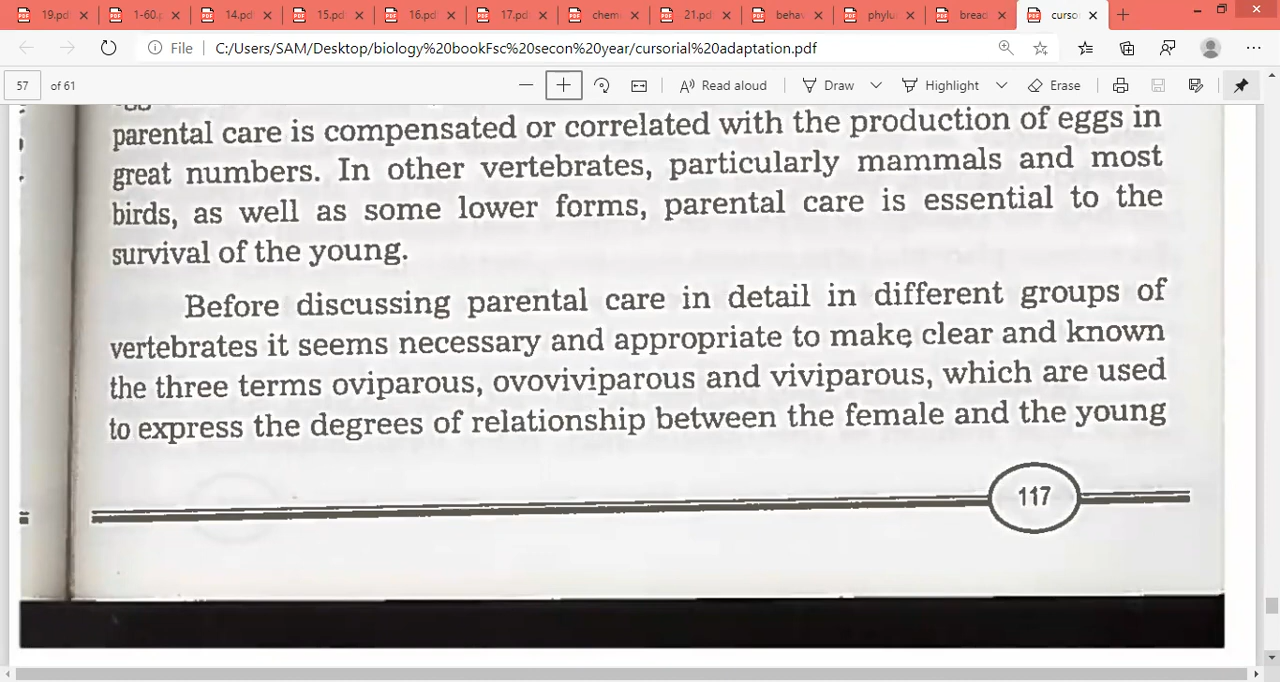 19.pd
1-60.
14.pd
15.pd
16.pd
17.pd
chem
21.pd
beha
phylu
bread
curso
File
C:/Users/SAM/Desktop/biology%20bookFsc%20secon%20year/cursorial%20adaptation.pdf
57 of 61
Read aloud
Draw
Highlight
Erase
parental care is compensated or correlated with the production of eggs in
great numbers. In other vertebrates, particularly mammals and most
birds, as well as some lower forms, parental care is essential to the
survival of the young.
Before discussing parental care in detail in different groups of
vertebrates it seems necessary and appropriate to make clear and known
the three terms oviparous, ovoviviparous and viviparous, which are used
to express the degrees of relationship between the female and the young
117